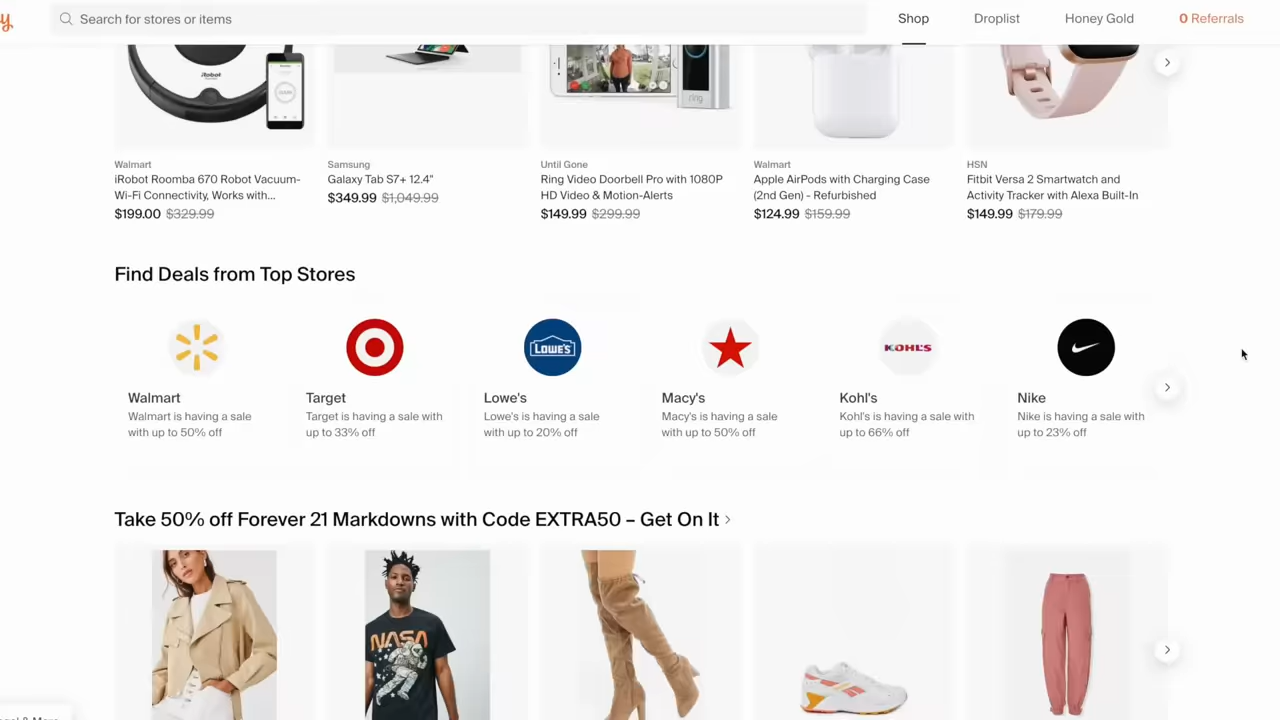 Search for stores or items
Shop
Droplist
Honey Gold
0 Referrals
iRobot
ring
Walmart
iRobot Roomba 670 Robot Vacuum-
Wi-Fi Connectivity, Works with...
$199.00 $329.99
Samsung
Galaxy Tab S7+ 12.4"
$349.99 $1,049.99
Until Gone
Ring Video Doorbell Pro with 1080P
HD Video & Motion-Alerts
$149.99 $299.99
Walmart
Apple AirPods with Charging Case
(2nd Gen) - Refurbished
$124.99 $159.99
HSN
Fitbit Versa 2 Smartwatch and
Activity Tracker with Alexa Built-In
$149.99 $179.99
Find Deals from Top Stores
LOWE'S
KOHL'S
Walmart
Walmart is having a sale
with up to 50% off
Target
Target is having a sale with
up to 33% off
Lowe's
Lowe's is having a sale
with up to 20% off
Macy's
Macy's is having a sale
with up to 50% off
Kohl's
Kohl's is having a sale with
up to 66% off
Nike
Nike is having a sale with
up to 23% off
Take 50% off Forever 21 Markdowns with Code EXTRA50 – Get On It
NASA